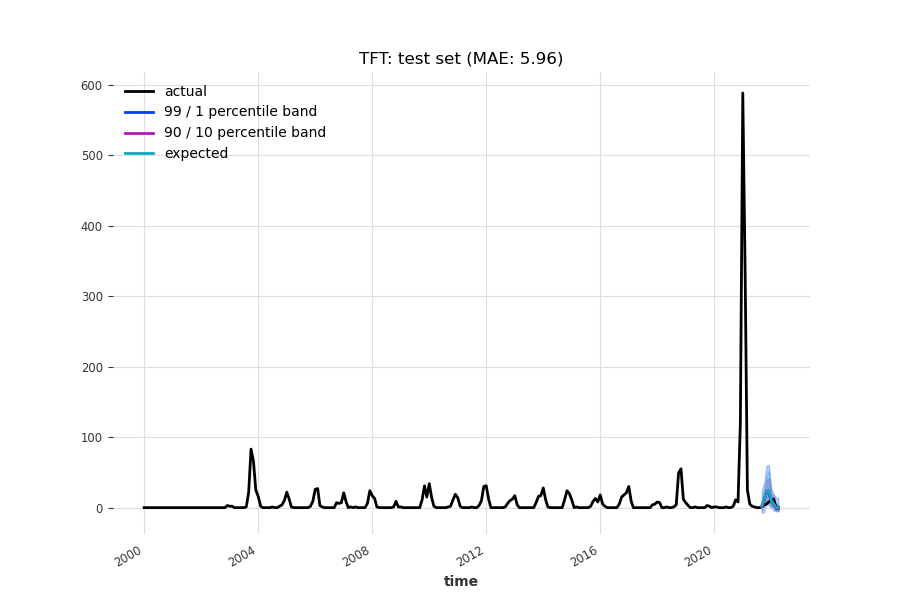 TFT: test set (MAE: 5.96)
actual
99 / 1 percentile band
90 / 10 percentile band
expected
600
500
400
300
200
100
0
2000
2004
2008
2012
2016
2020
time